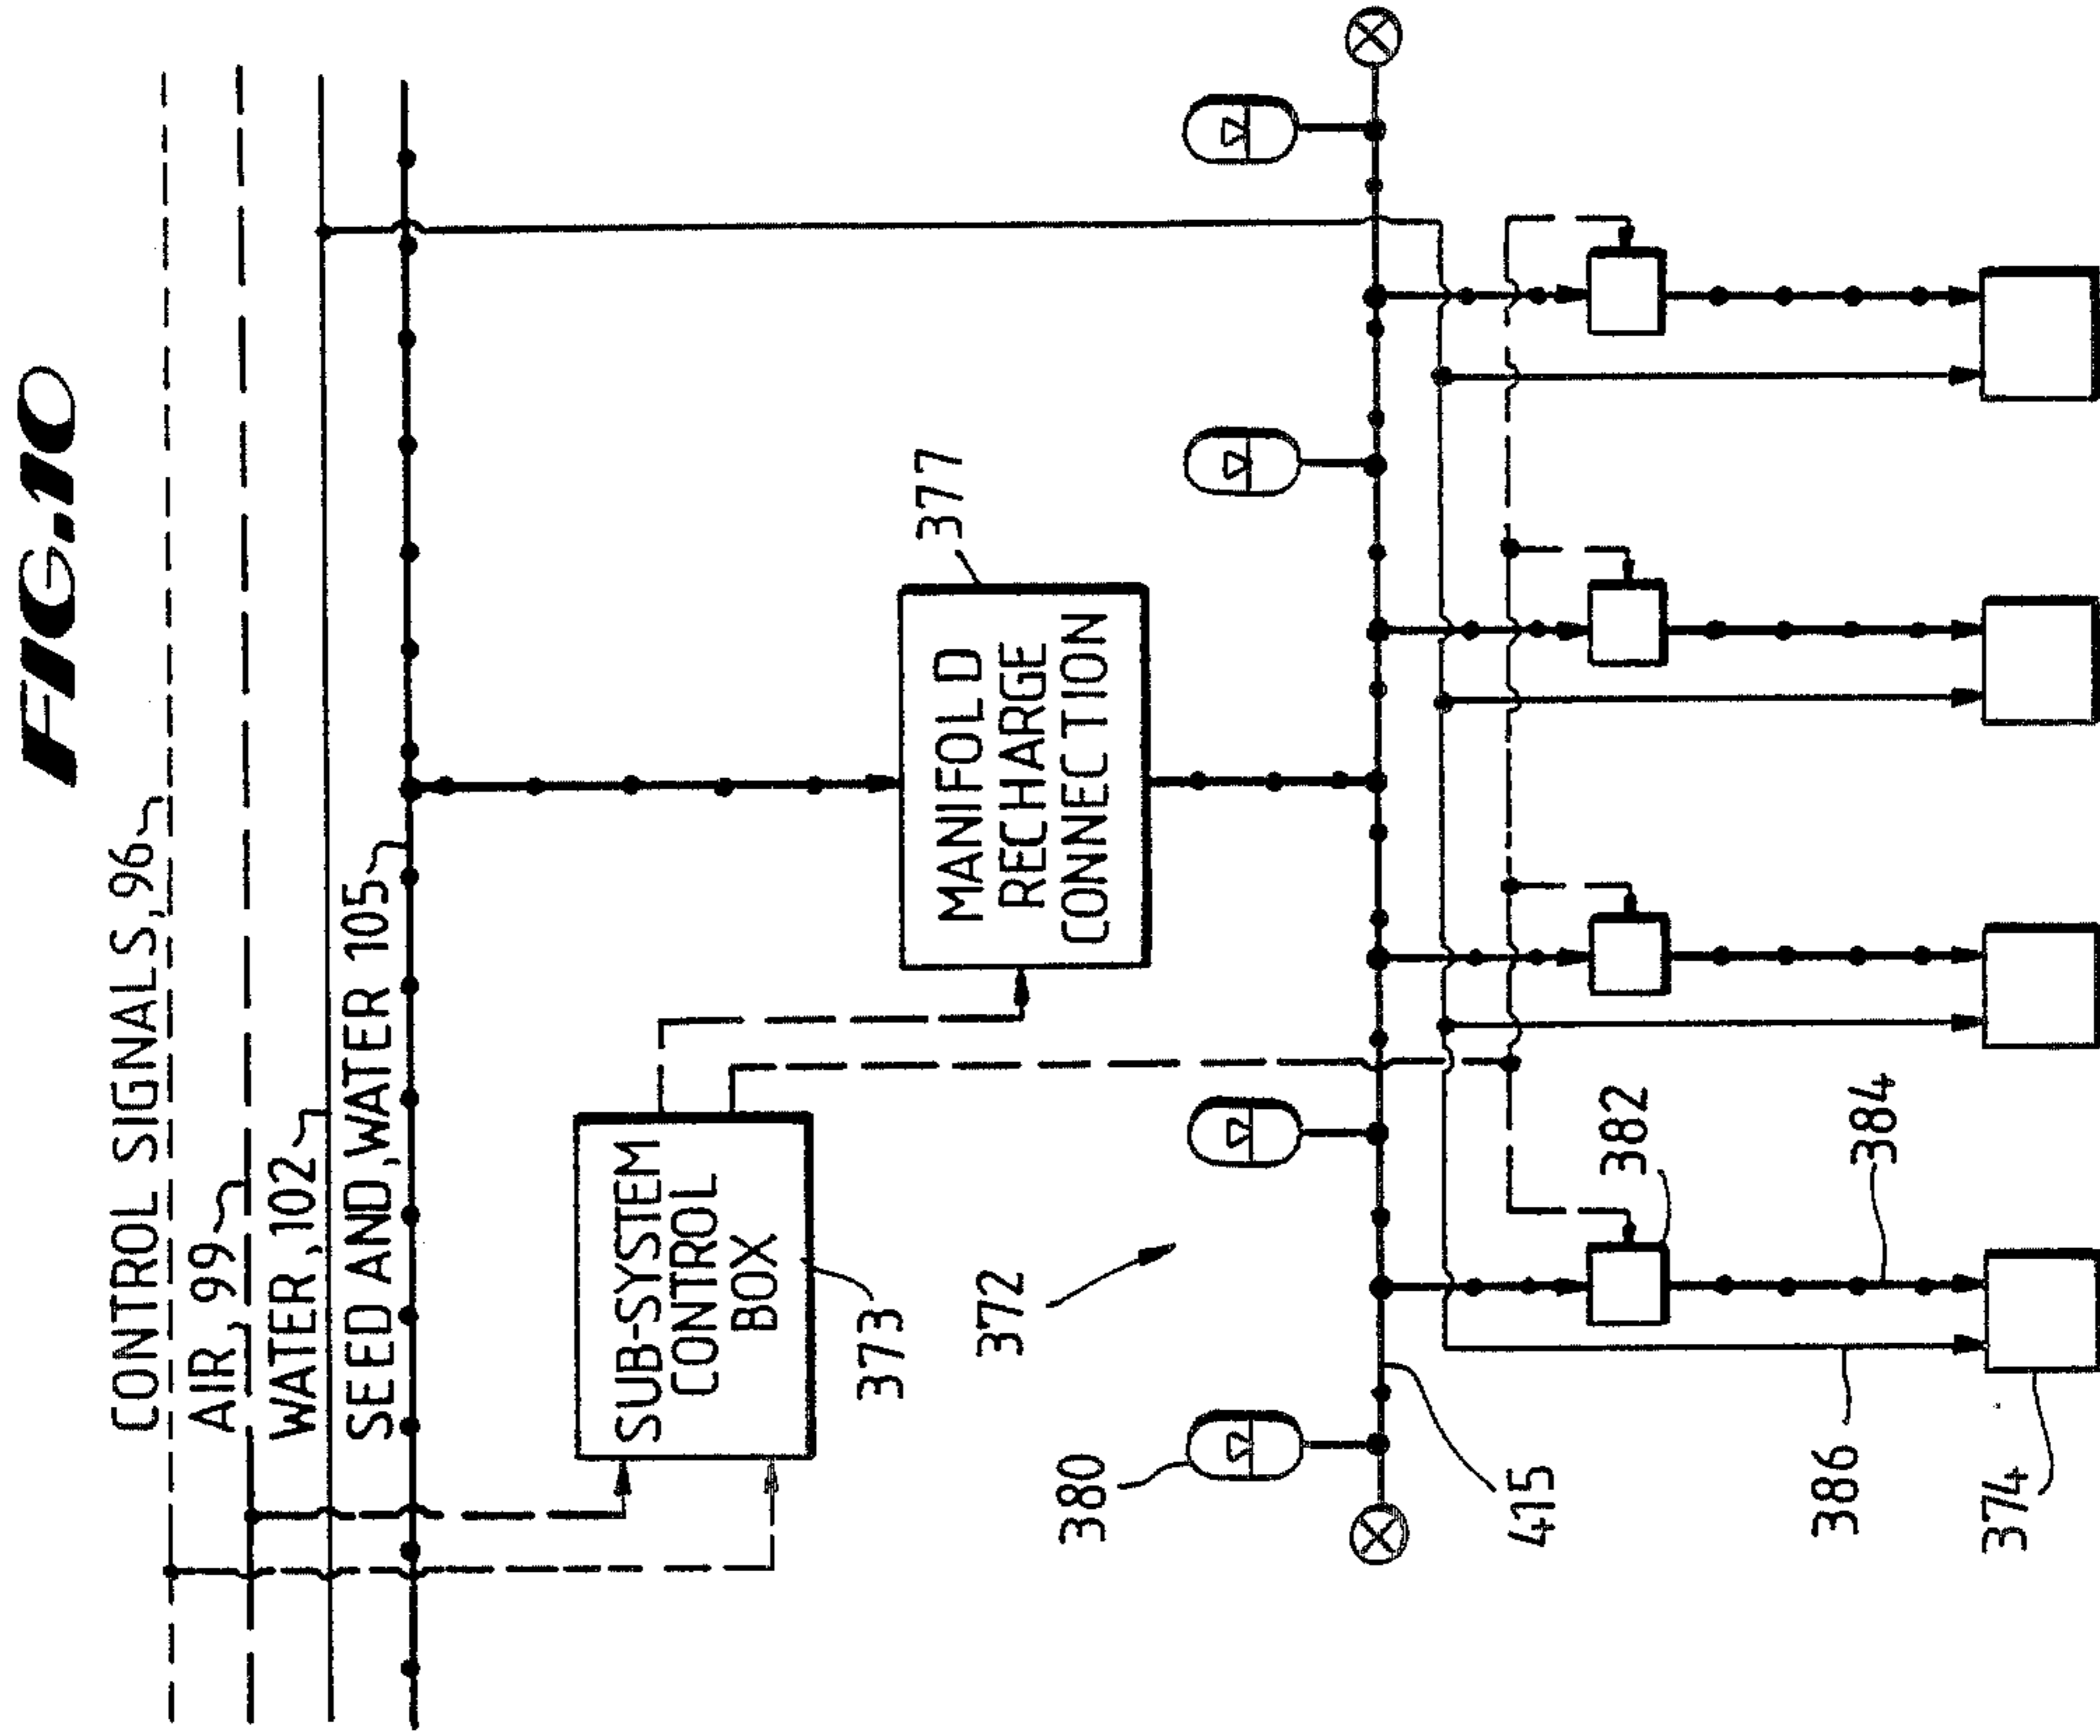 FIG.10
CONTROL SIGNALS,96
AIR,99
WATER,102
SEED AND,WATER 105
SUB-SYSTEM
CONTROL
BOX
373
MANIFOLD
RECHARGE
CONNECTION
377
372
380
415
382
384
386
374